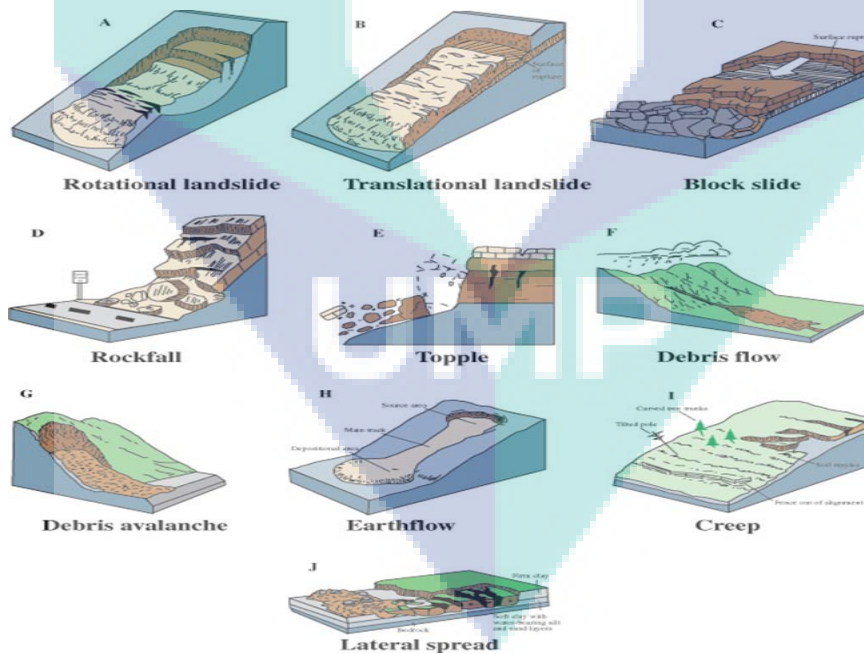 A
B
C
Surface
Surface
of
rupture
Rotational landslide
Translational landslide
Block slide
D
E
F
UMP
Rockfall
Topple
Debris flow
G
H
I
Source area
Main track
Depositional area
Curved tree trunks
Tilted pole
Soil ripples
Fence out of alignment
Debris avalanche
Earthflow
Creep
J
Firm clay
Soft clay with
water-bearing silt
and sand layers
Bedrock
Lateral spread